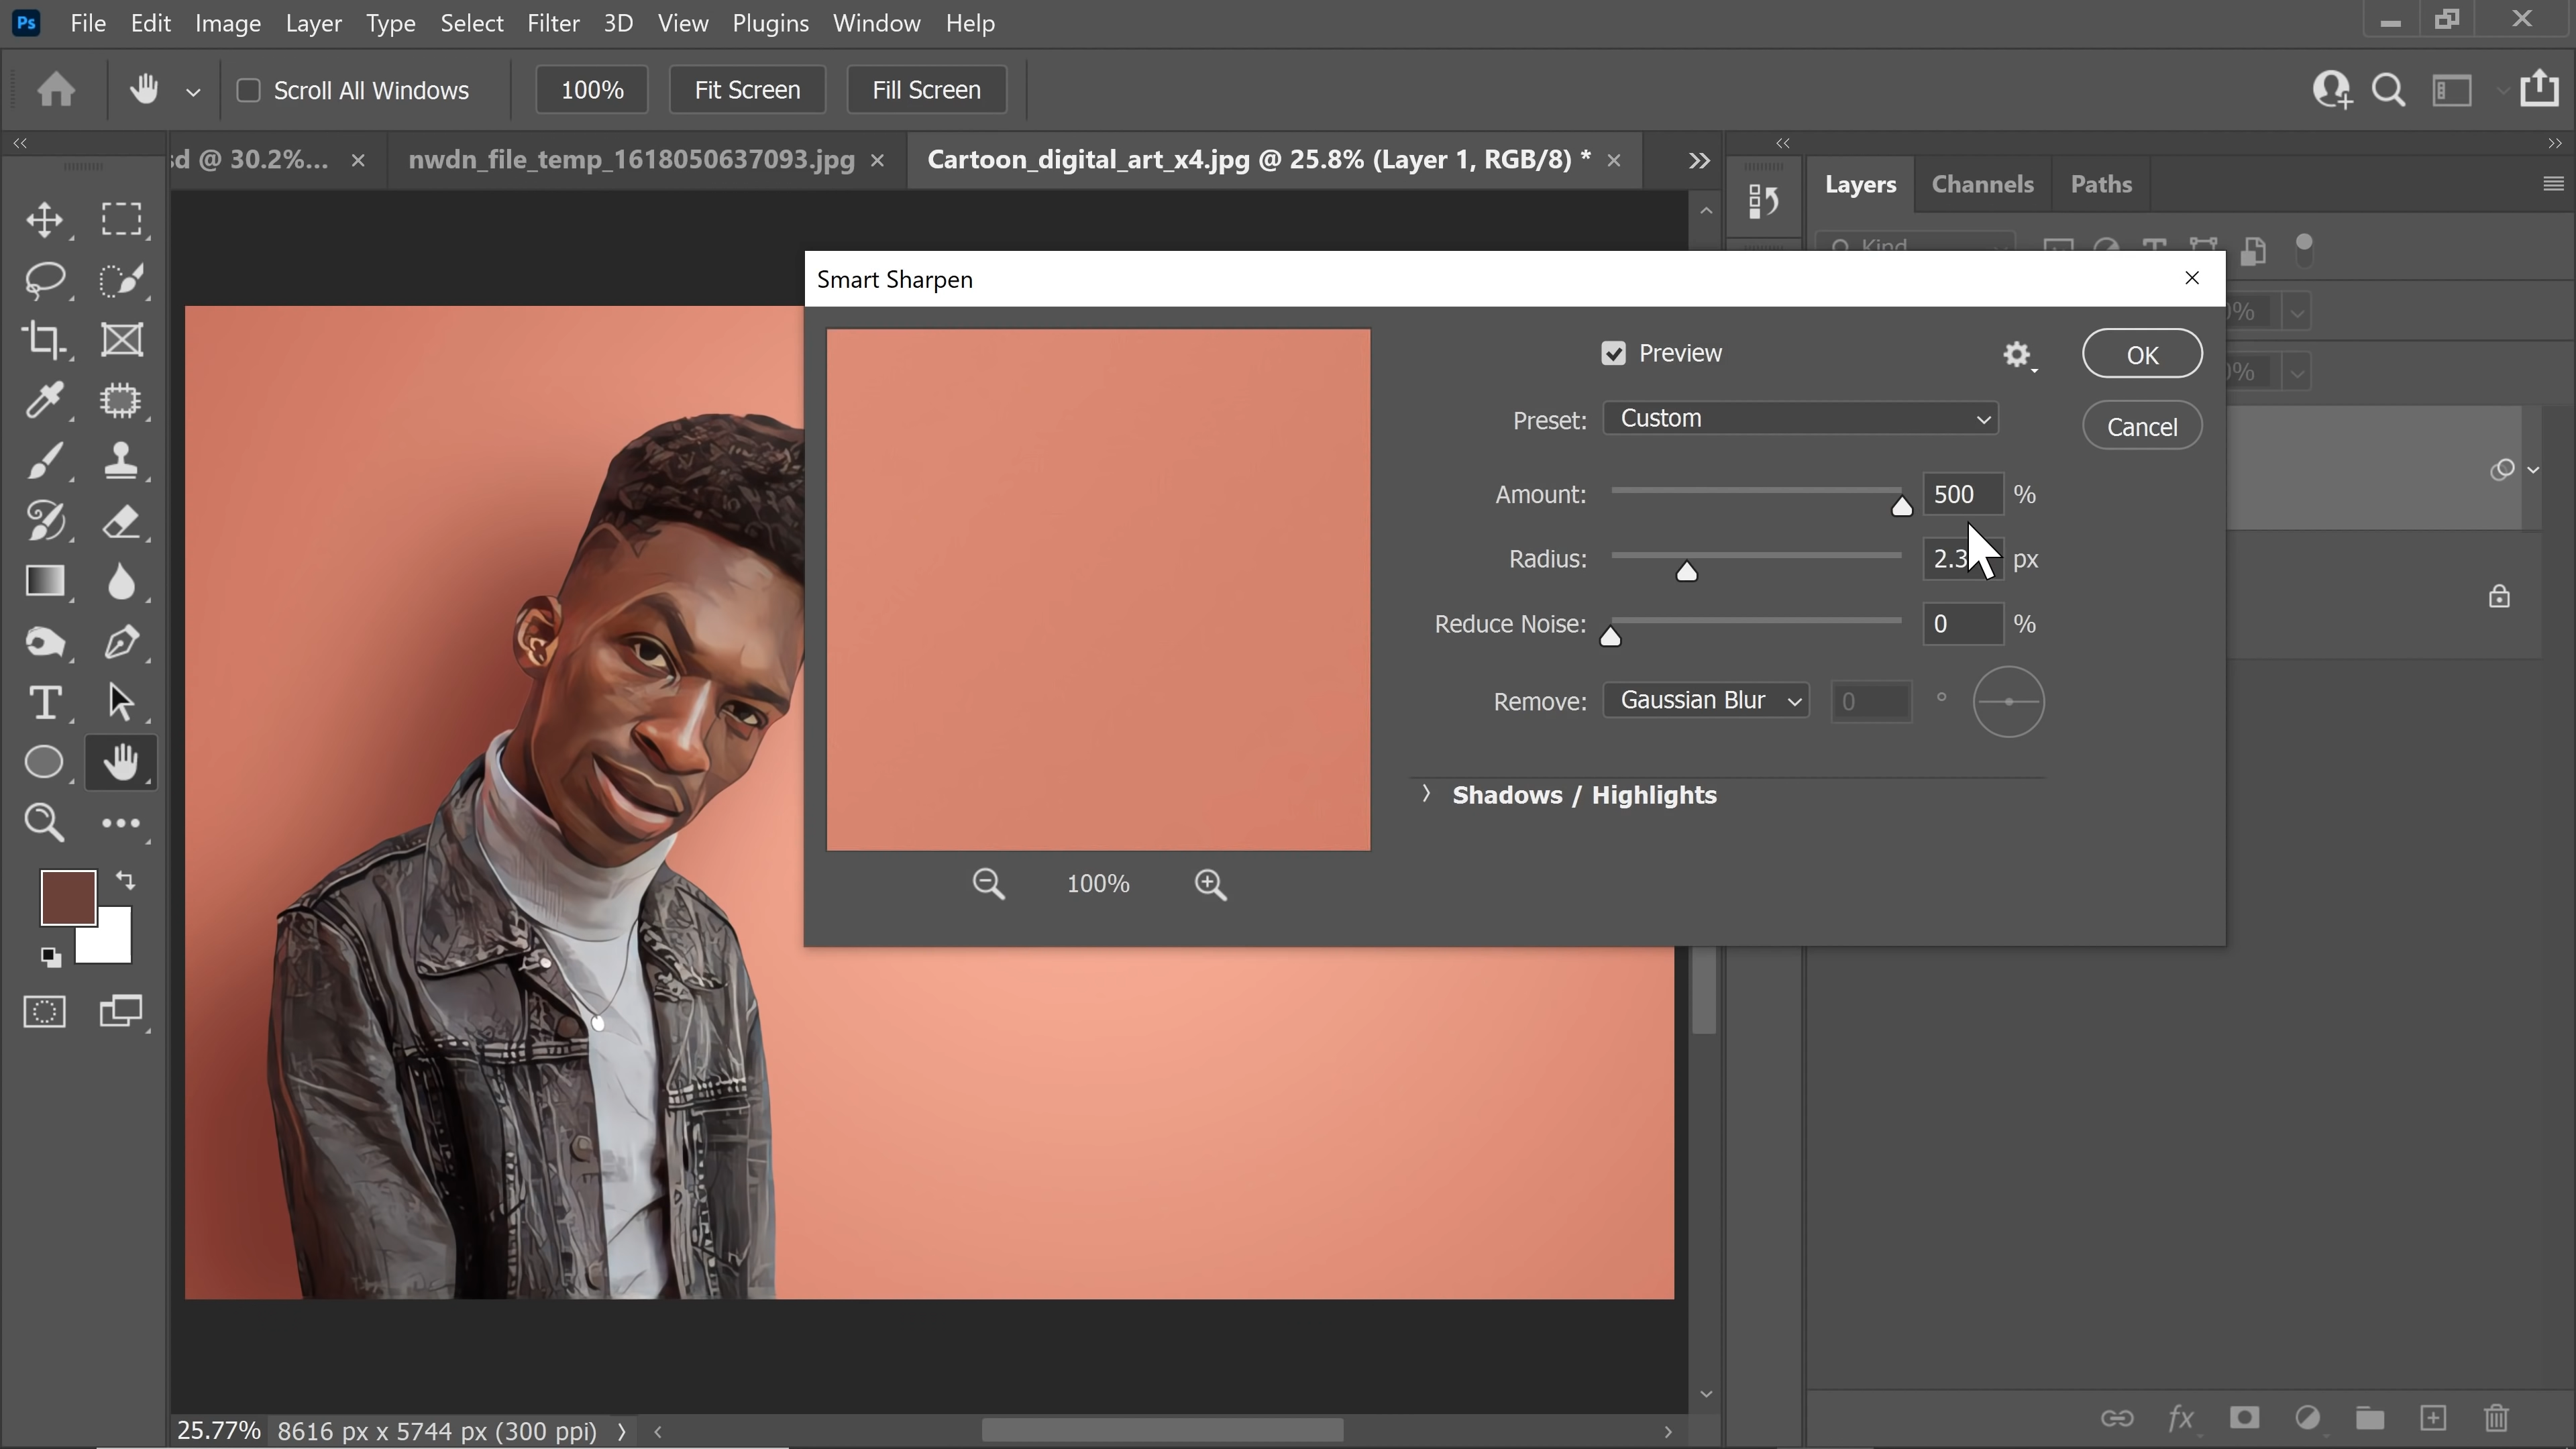 Ps File Edit Image Layer Type Select Filter 3D View Plugins Window Help
Scroll All Windows 100% Fit Screen Fill Screen
sd @ 30.2%... nwdn_file_temp_1618050637093.jpg Cartoon_digital_art_x4.jpg @ 25.8% (Layer 1, RGB/8) *
Layers Channels Paths
Kind
Smart Sharpen
Preview
OK
Preset: Custom
Cancel
Amount: 500 %
Radius: 2.3 px
Reduce Noise: 0 %
Remove: Gaussian Blur 0 °
Shadows / Highlights
100%
25.77% 8616 px x 5744 px (300 ppi)
fx